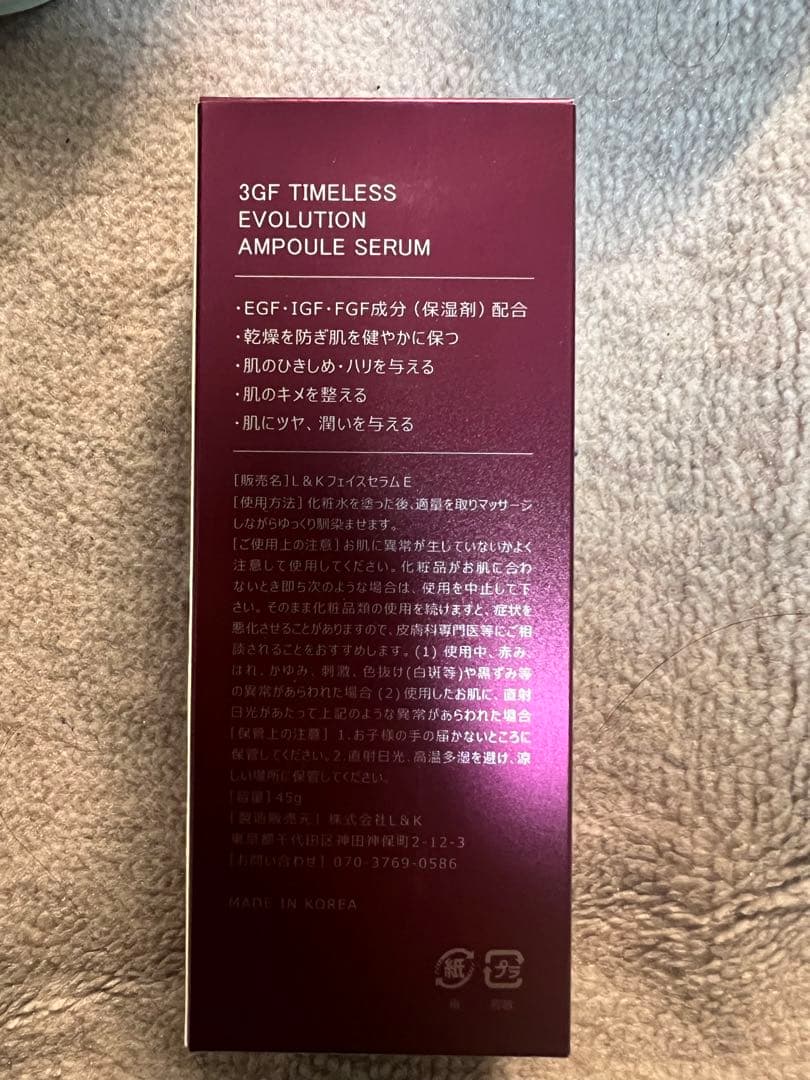 3GF TIMELESS
EVOLUTION
AMPOULE SERUM
・EGF・IGF・FGF成分（保湿剤）配合
・乾燥を防ぎ肌を健やかに保つ
・肌のひきしめ・ハリを与える
・肌のキメを整える
・肌にツヤ、潤いを与える
[販売名]L&KフェイスセラムE
[使用方法]化粧水を塗った後、適量を取りマッサージ
しながらゆっくり馴染ませます。
[ご使用上の注意]お肌に異常が生じていないかよく
注意して使用してください。化粧品がお肌に合わ
ないとき即ち次のような場合は、使用を中止して下
さい。そのまま化粧品類の使用を続けますと、症状を
悪化させることがありますので、皮膚科専門医等にご相
談されることをおすすめします。(1)使用中、赤み、
はれ、かゆみ、刺激、色抜け(白斑等)や黒ずみ等
の異常があらわれた場合(2)使用したお肌に、直射
日光があたって上記のような異常があらわれた場合
[保管上の注意]1.お子様の手の届かないところに
保管してください。2.直射日光、高温多湿を避け、涼
しい場所に保管してください。
[容量]45g
[製造販売元]株式会社L&K
東京都千代田区神田神保町2-12-3
[お問い合わせ]070-3769-0586
MADE IN KOREA
紙 プラ